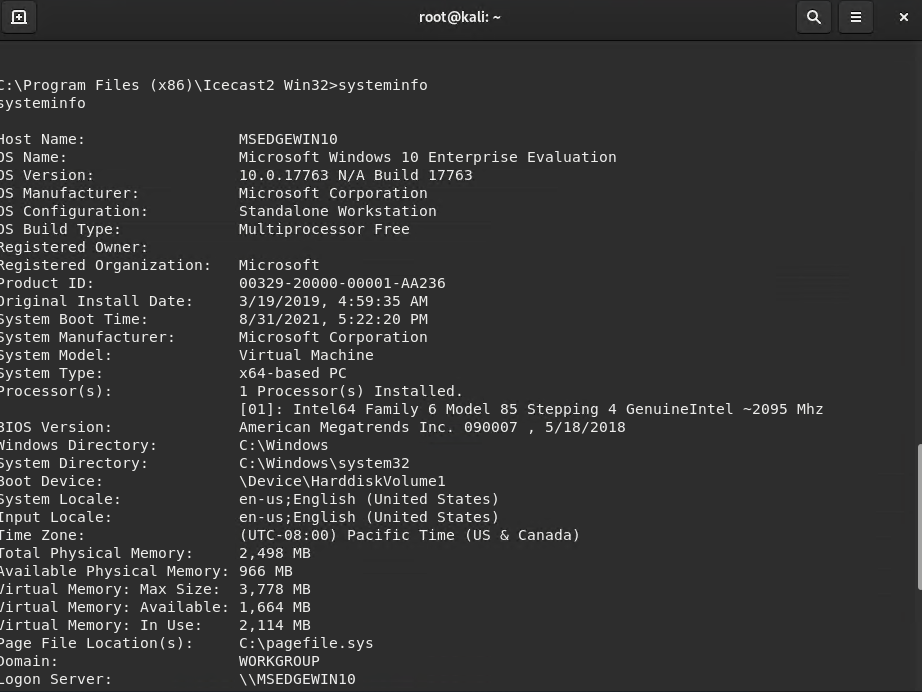 root@kali: ~
C:\Program Files (x86)\Icecast2 Win32>systeminfo
systeminfo
Host Name: MSEDGEWIN10
OS Name: Microsoft Windows 10 Enterprise Evaluation
OS Version: 10.0.17763 N/A Build 17763
OS Manufacturer: Microsoft Corporation
OS Configuration: Standalone Workstation
OS Build Type: Multiprocessor Free
Registered Owner:
Registered Organization: Microsoft
Product ID: 00329-20000-00001-AA236
Original Install Date: 3/19/2019, 4:59:35 AM
System Boot Time: 8/31/2021, 5:22:20 PM
System Manufacturer: Microsoft Corporation
System Model: Virtual Machine
System Type: x64-based PC
Processor(s): 1 Processor(s) Installed.
[01]: Intel64 Family 6 Model 85 Stepping 4 GenuineIntel ~2095 Mhz
BIOS Version: American Megatrends Inc. 090007 , 5/18/2018
Windows Directory: C:\Windows
System Directory: C:\Windows\system32
Boot Device: \Device\HarddiskVolume1
System Locale: en-us;English (United States)
Input Locale: en-us;English (United States)
Time Zone: (UTC-08:00) Pacific Time (US & Canada)
Total Physical Memory: 2,498 MB
Available Physical Memory: 966 MB
Virtual Memory: Max Size: 3,778 MB
Virtual Memory: Available: 1,664 MB
Virtual Memory: In Use: 2,114 MB
Page File Location(s): C:\pagefile.sys
Domain: WORKGROUP
Logon Server: \\MSEDGEWIN10